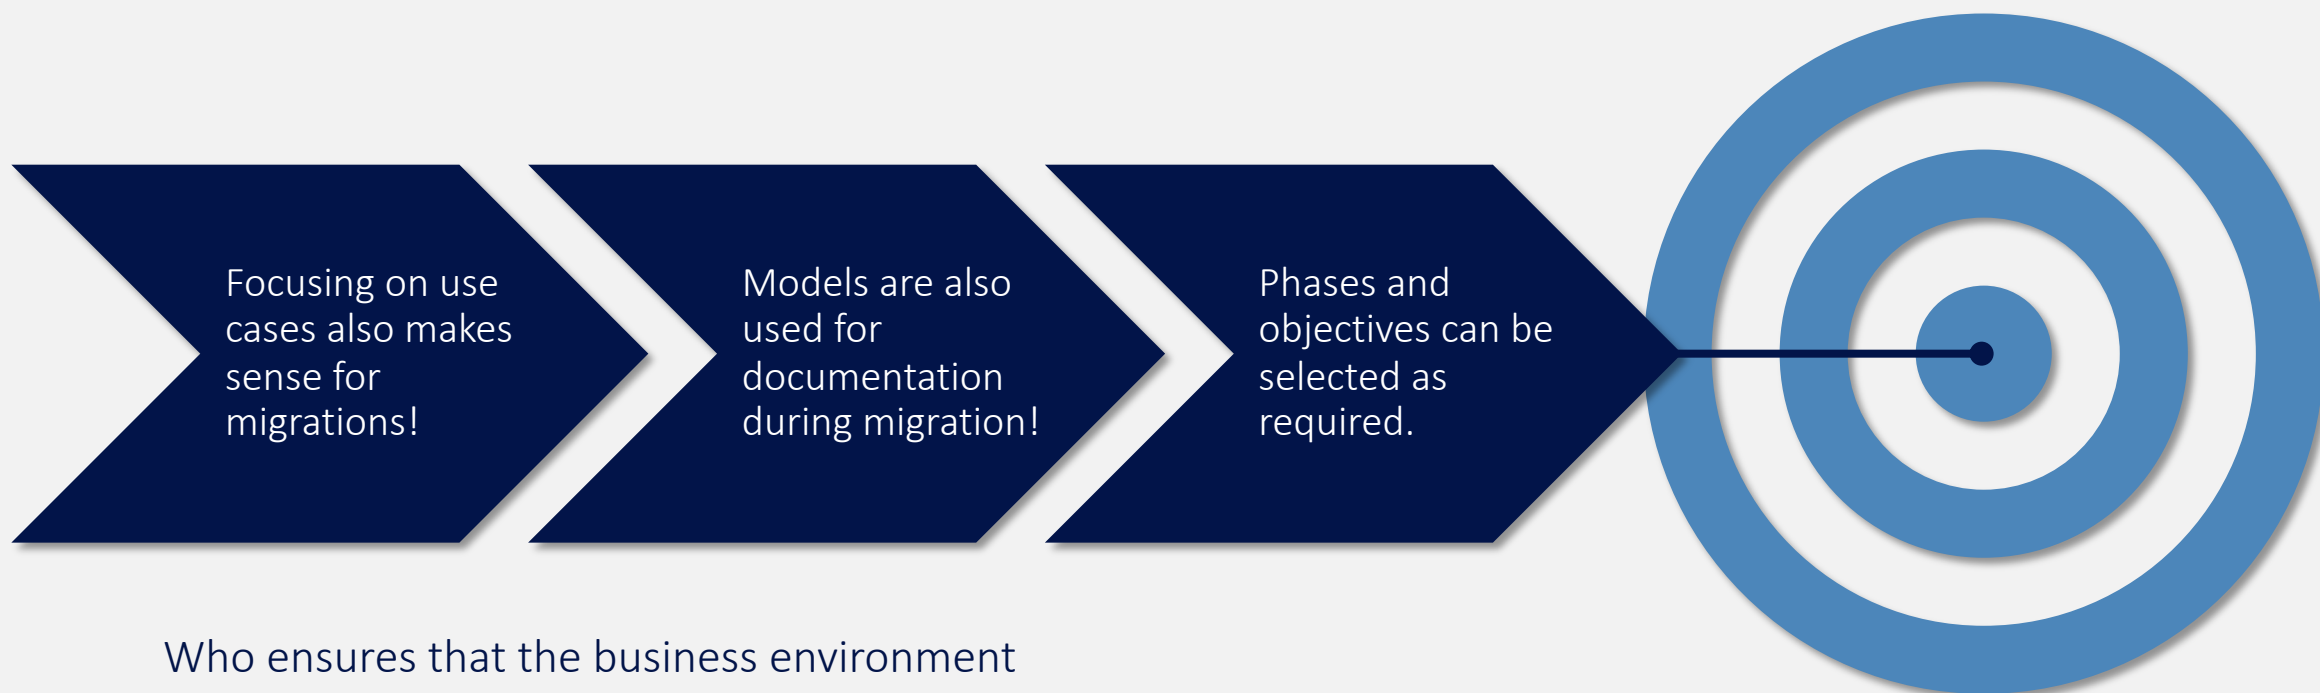 Focusing on use
cases also makes
sense for
migrations!
Models are also
used for
documentation
during migration!
Phases and
objectives can be
selected as
required.
Who ensures that the business environment